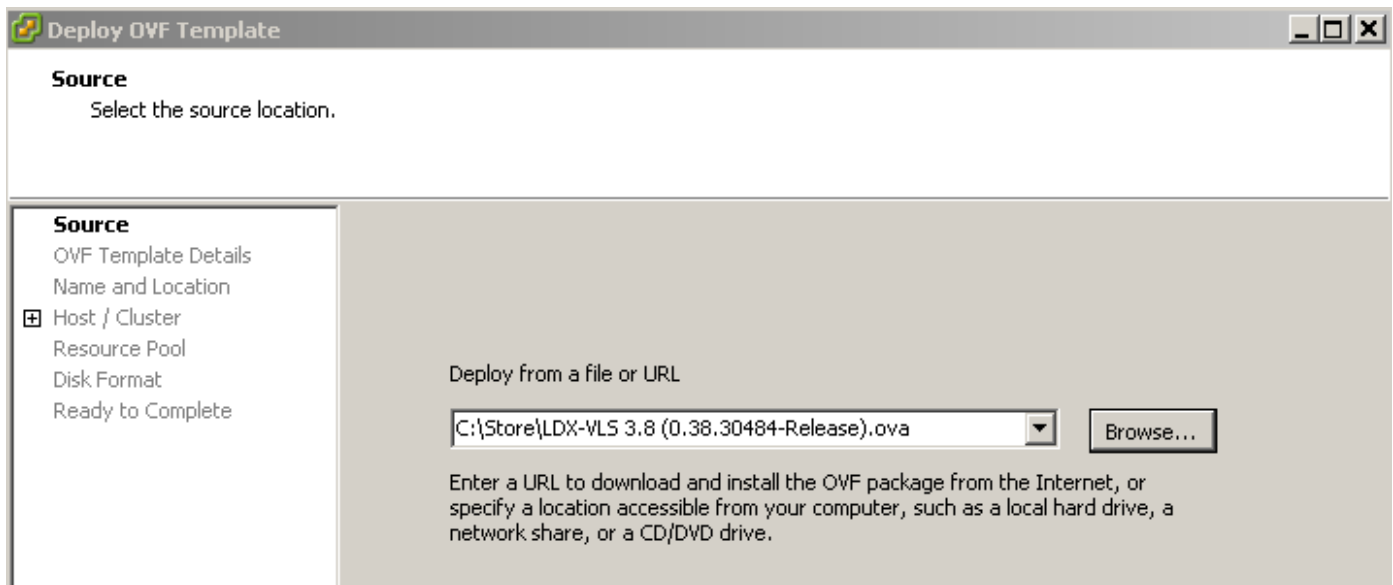 Deploy OVF Template
Source
Select the source location.
Source
OVF Template Details
Name and Location
Host / Cluster
Resource Pool
Disk Format
Ready to Complete
Deploy from a file or URL
C:\Store\LDX-VLS 3.8 (0.38.30484-Release).ova
Browse...
Enter a URL to download and install the OVF package from the Internet, or
specify a location accessible from your computer, such as a local hard drive, a
network share, or a CD/DVD drive.